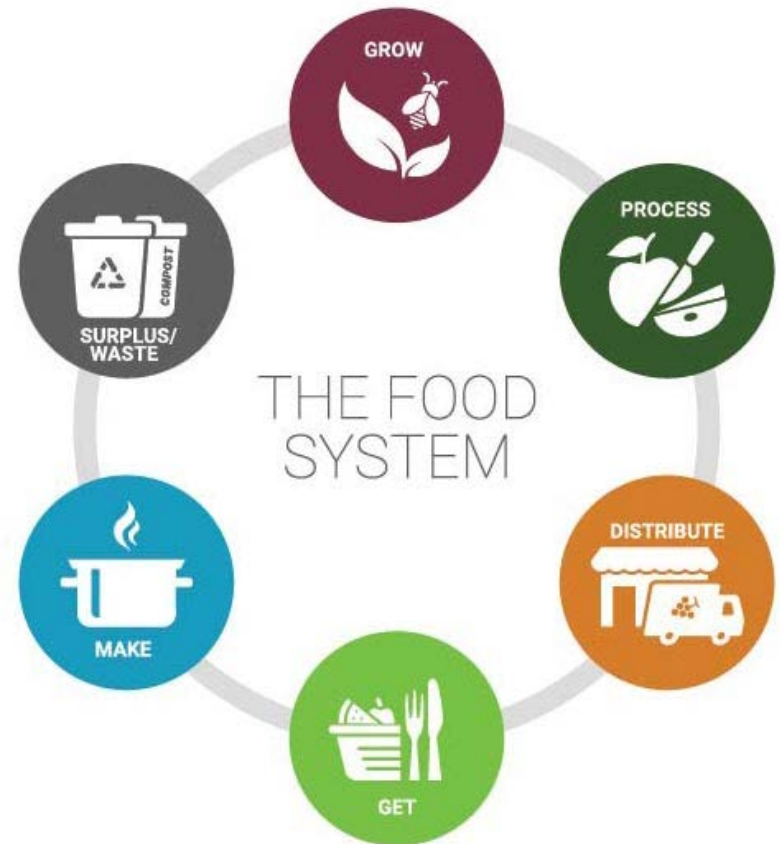 GROW
PROCESS
DISTRIBUTE
GET
MAKE
SURPLUS/
WASTE
COMPOST
THE FOOD
SYSTEM